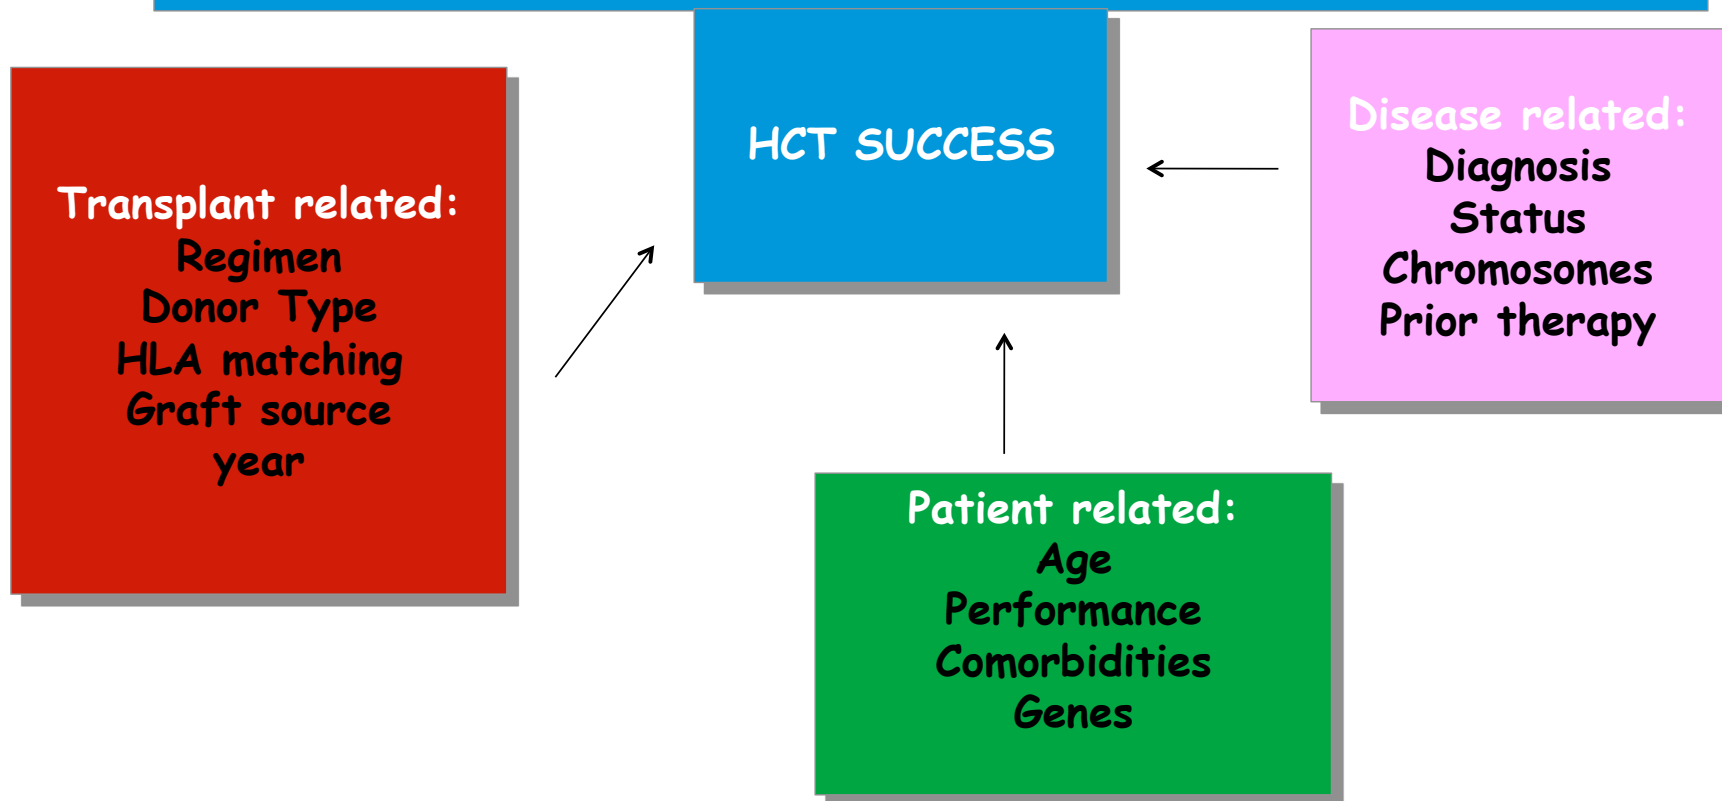 HCT SUCCESS
Transplant related:
Regimen
Donor Type
HLA matching
Graft source
year
Disease related:
Diagnosis
Status
Chromosomes
Prior therapy
Patient related:
Age
Performance
Comorbidities
Genes